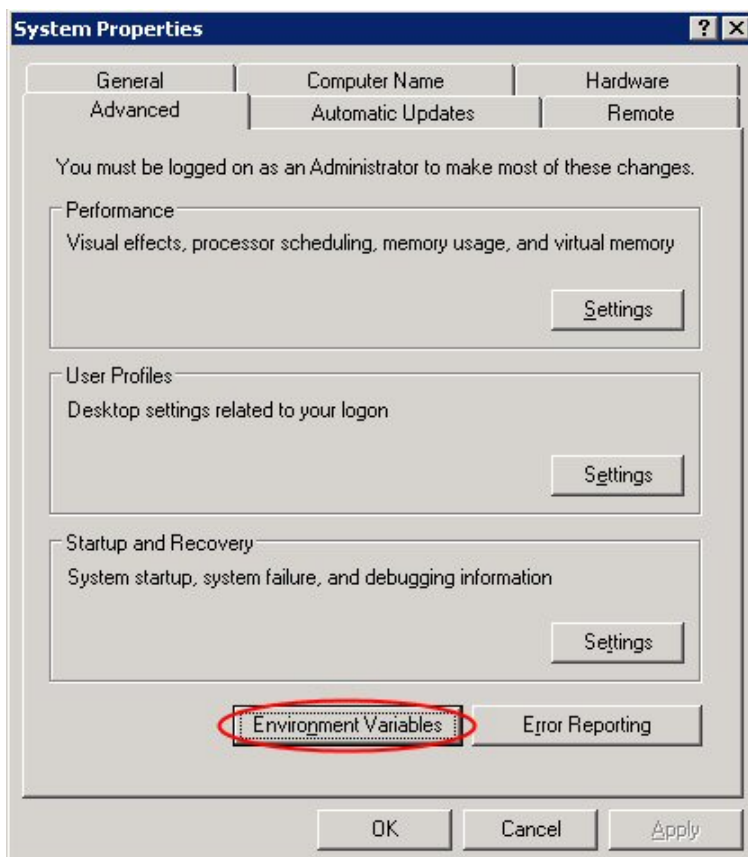 System Properties
General
Computer Name
Hardware
Advanced
Automatic Updates
Remote
You must be logged on as an Administrator to make most of these changes.
Performance
Visual effects, processor scheduling, memory usage, and virtual memory
Settings
User Profiles
Desktop settings related to your logon
Settings
Startup and Recovery
System startup, system failure, and debugging information
Settings
Environment Variables
Error Reporting
OK
Cancel
Apply